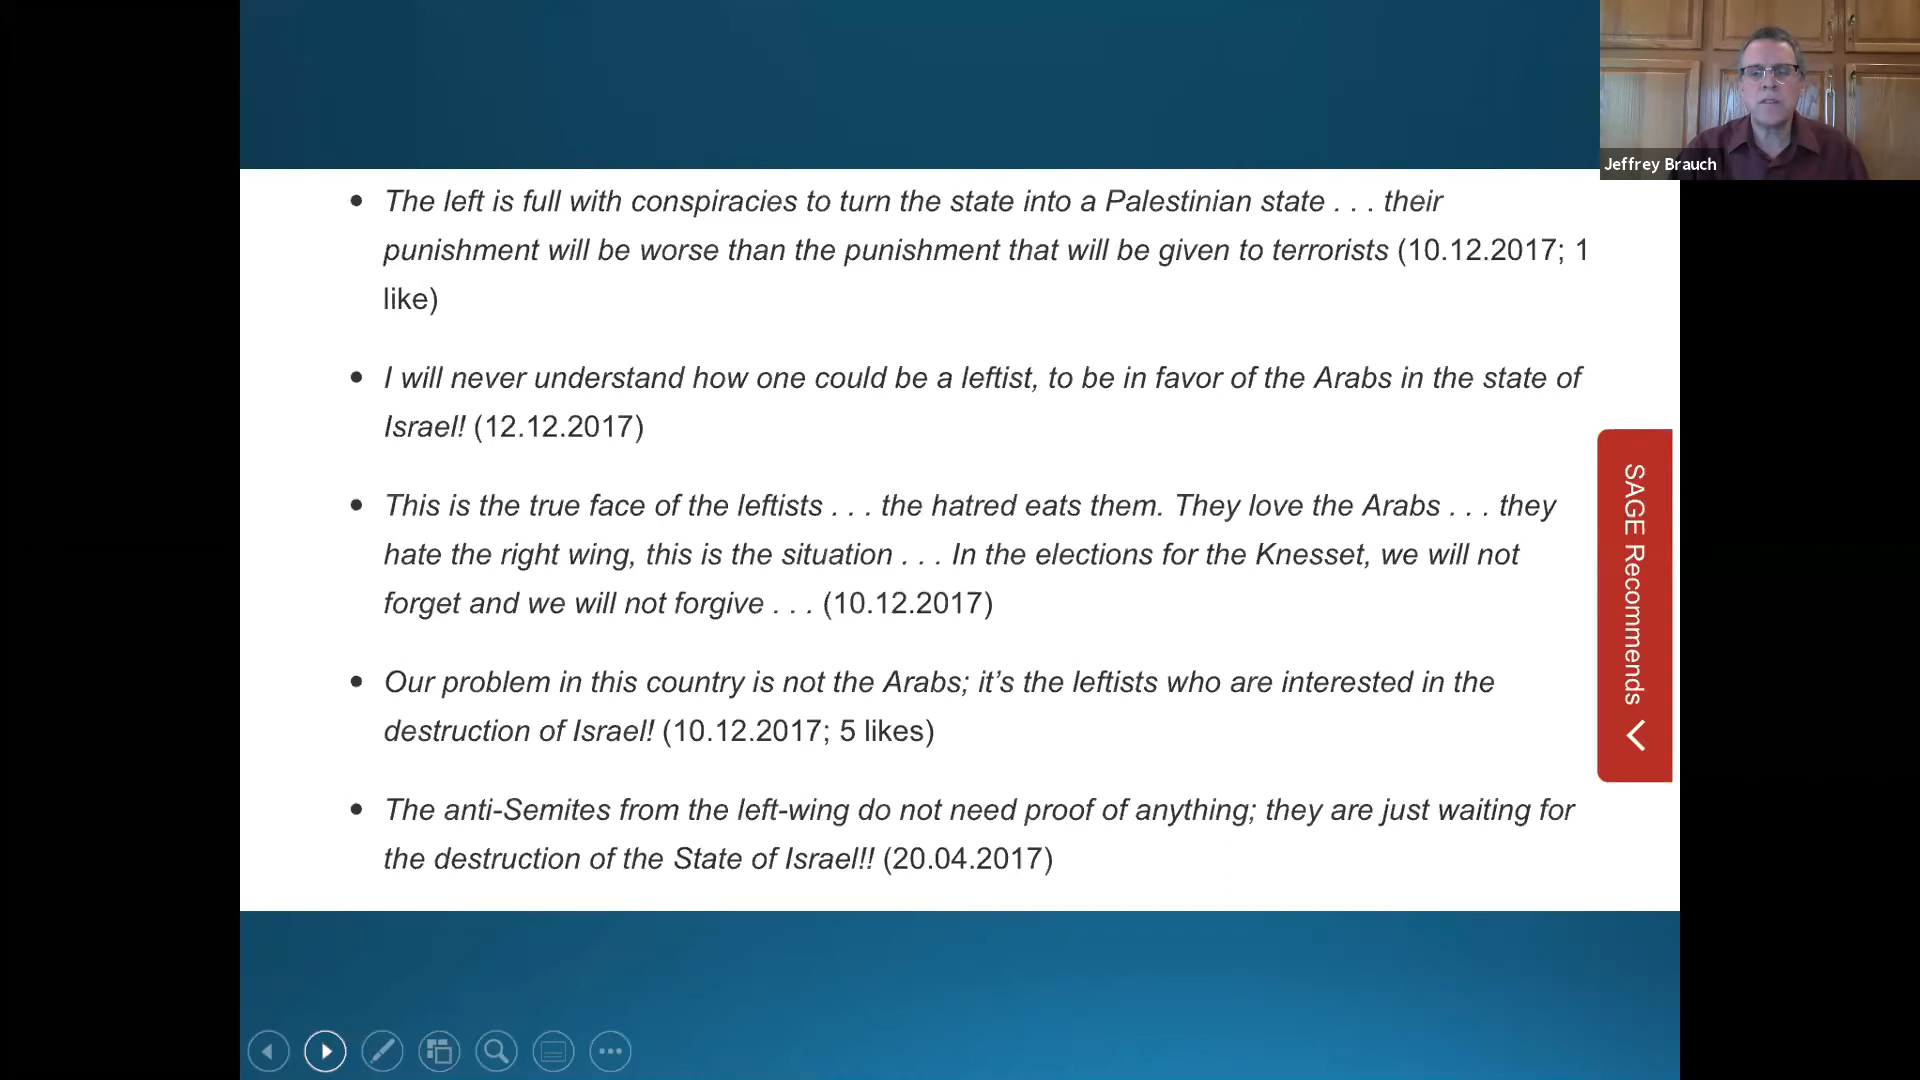 Jeffrey Brauch
• The left is full with conspiracies to turn the state into a Palestinian state . . . their
punishment will be worse than the punishment that will be given to terrorists (10.12.2017; 1
like)
• I will never understand how one could be a leftist, to be in favor of the Arabs in the state of
Israel! (12.12.2017)
• This is the true face of the leftists . . . the hatred eats them. They love the Arabs . . . they
hate the right wing, this is the situation . . . In the elections for the Knesset, we will not
forget and we will not forgive . . . (10.12.2017)
• Our problem in this country is not the Arabs; it’s the leftists who are interested in the
destruction of Israel! (10.12.2017; 5 likes)
• The anti-Semites from the left-wing do not need proof of anything; they are just waiting for
the destruction of the State of Israel!! (20.04.2017)
SAGE Recommends